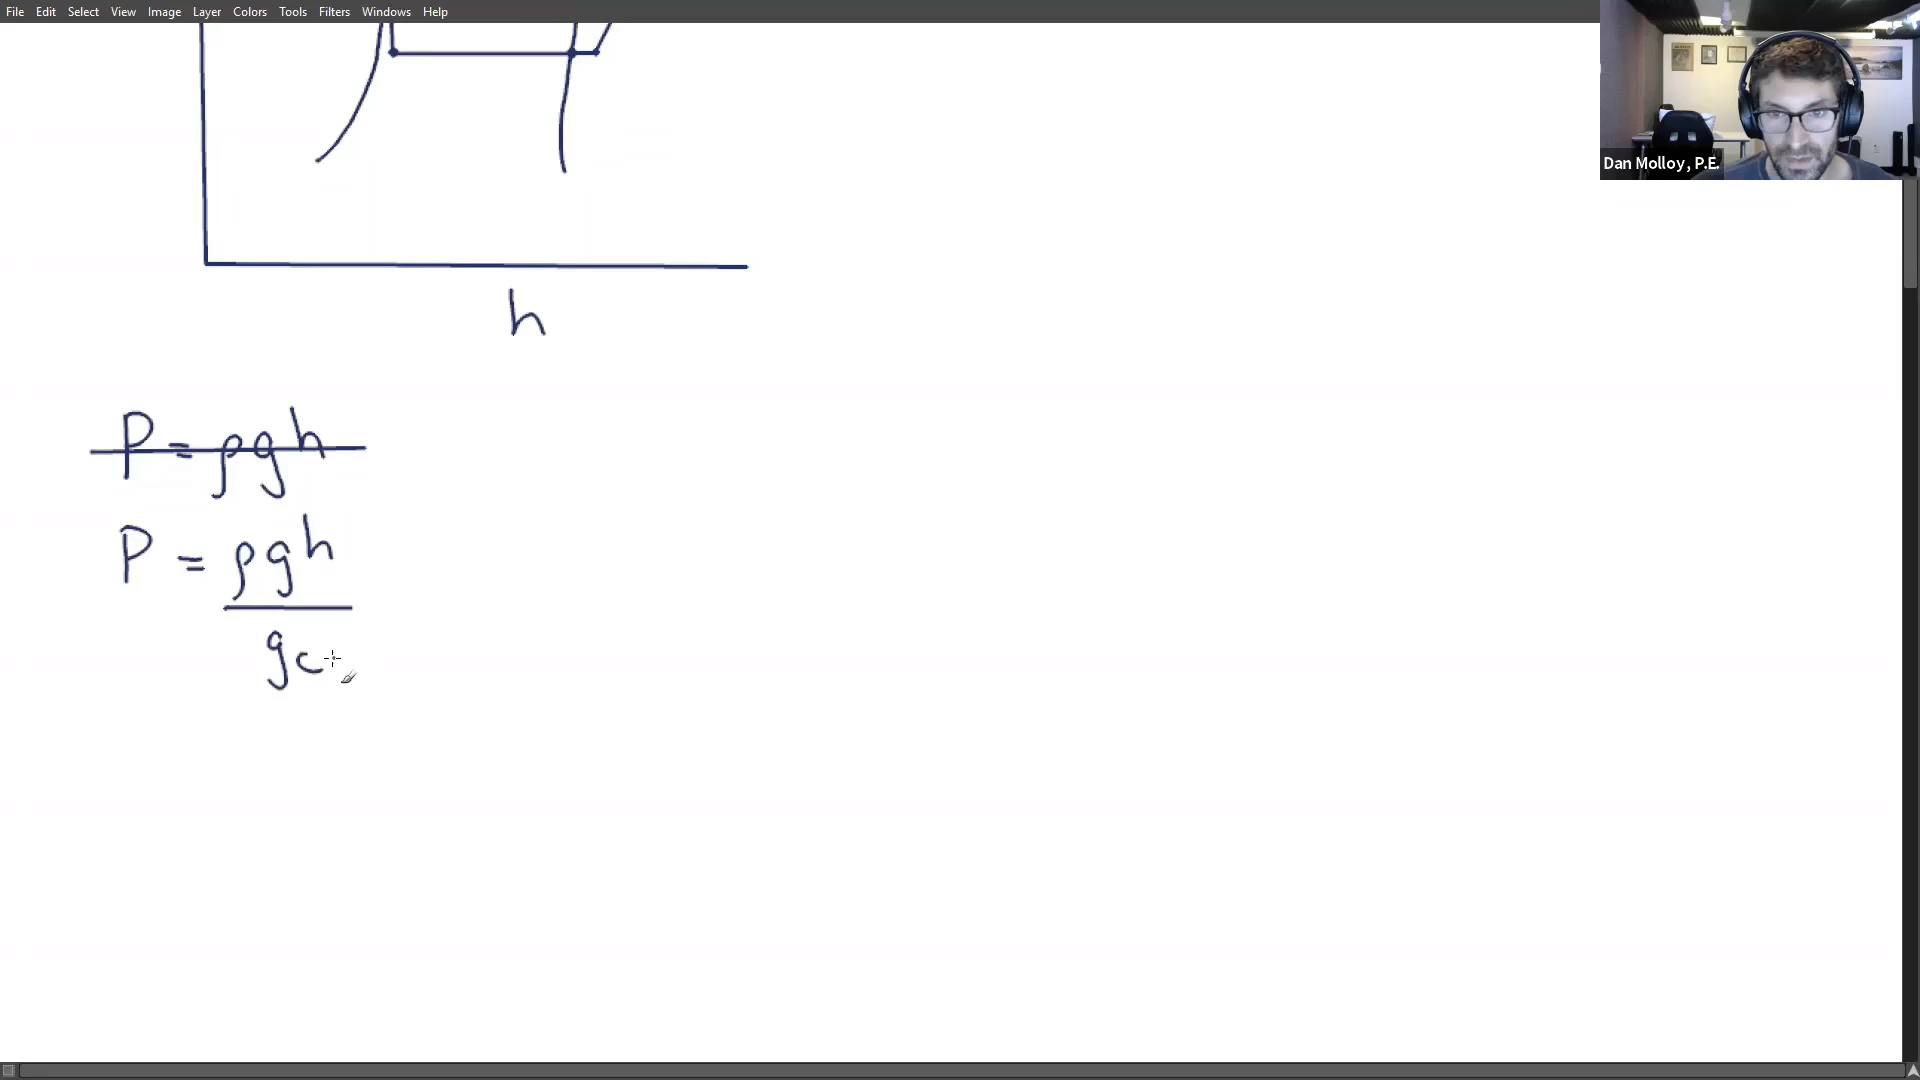 File Edit Select View Image Layer Colors Tools Filters Windows Help
Dan Molloy, P.E.
h
P = ρgh
P = ρgh
gc